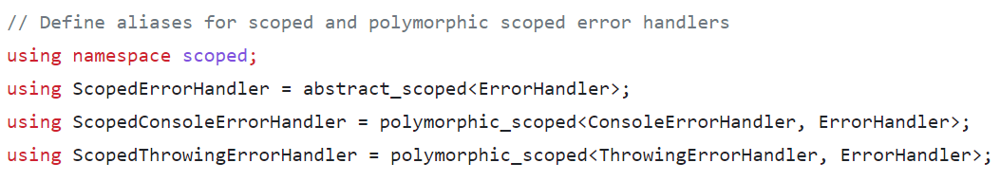 // Define aliases for scoped and polymorphic scoped error handlers
using namespace scoped;
using ScopedErrorHandler = abstract_scoped<ErrorHandler>;
using ScopedConsoleErrorHandler = polymorphic_scoped<ConsoleErrorHandler, ErrorHandler>;
using ScopedThrowingErrorHandler = polymorphic_scoped<ThrowingErrorHandler, ErrorHandler>;